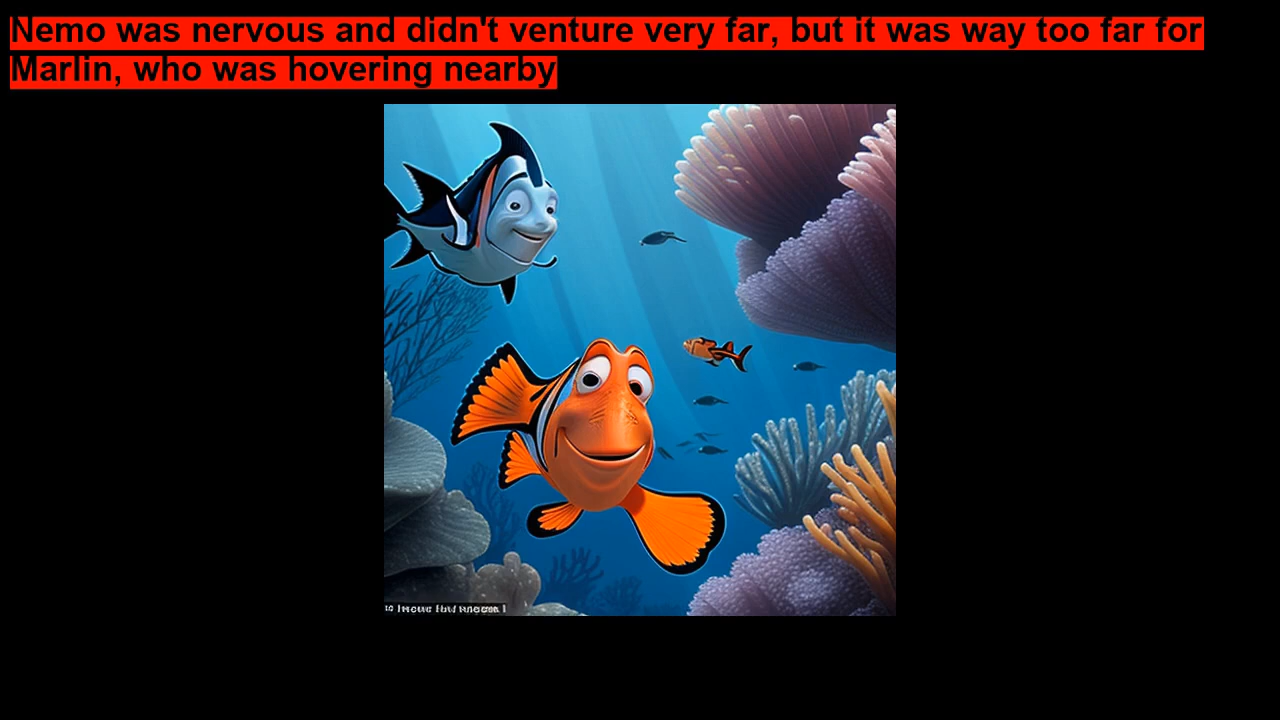 Nemo was nervous and didn't venture very far, but it was way too far for
Marlin, who was hovering nearby